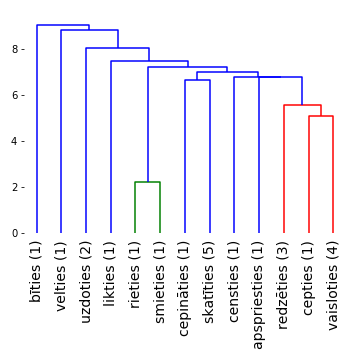 8
6
4
2
0
bīties (1)
velties (1)
uzdoties (2)
likties (1)
rieties (1)
smieties (1)
cepināties (1)
skatīties (5)
censties (1)
apspriesties (1)
redzēties (3)
cepties (1)
vaisloties (4)